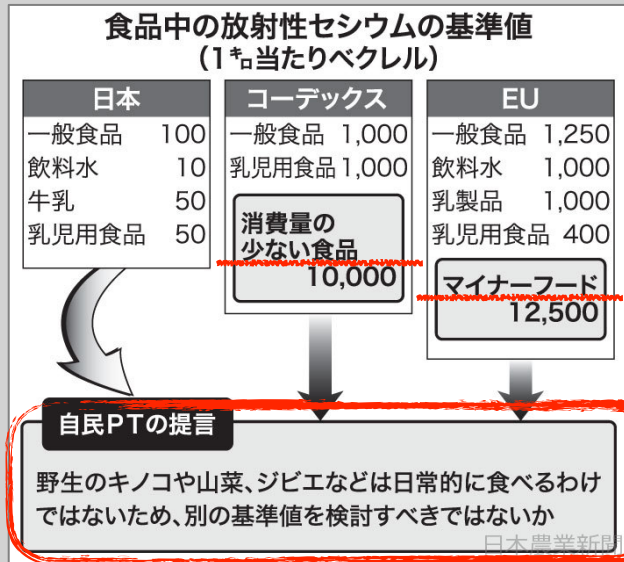 食品中の放射性セシウムの基準値
(1㌔当たりベクレル)
日本
一般食品 100
飲料水 10
牛乳 50
乳児用食品 50
コーデックス
一般食品 1,000
乳児用食品 1,000
消費量の
少ない食品
10,000
EU
一般食品 1,250
飲料水 1,000
乳製品 1,000
乳児用食品 400
マイナーフード
12,500
自民PTの提言
野生のキノコや山菜、ジビエなどは日常的に食べるわけ
ではないため、別の基準値を検討すべきではないか
日本農業新聞